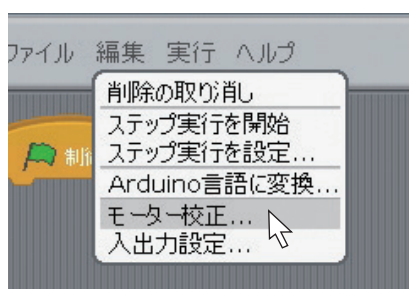 ファイル 編集 実行 ヘルプ
削除の取り消し
ステップ実行を開始
ステップ実行を設定...
Arduino言語に変換...
モーター校正...
入出力設定...